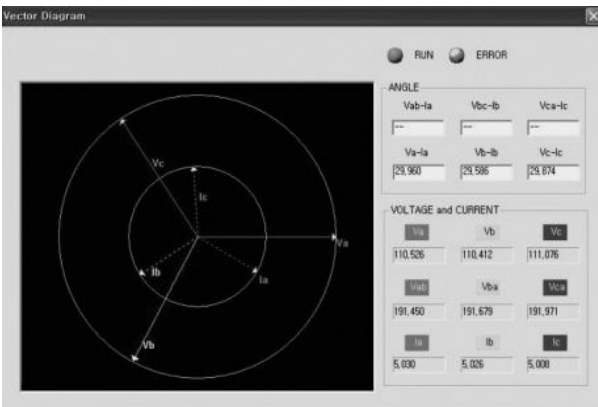 Vector Diagram
RUN ERROR
ANGLE
Vab-Ia Vbc-Ib Vca-Ic
-- -- --
Va-Ia Vb-Ib Vc-Ic
29,960 29,586 29,874
VOLTAGE and CURRENT
Va Vb Vc
110,526 110,412 111,076
Vab Vba Vca
191,450 191,679 191,971
Ia Ib Ic
5,030 5,026 5,008
Vc
Ic
Va
Ib
Ia
Vb